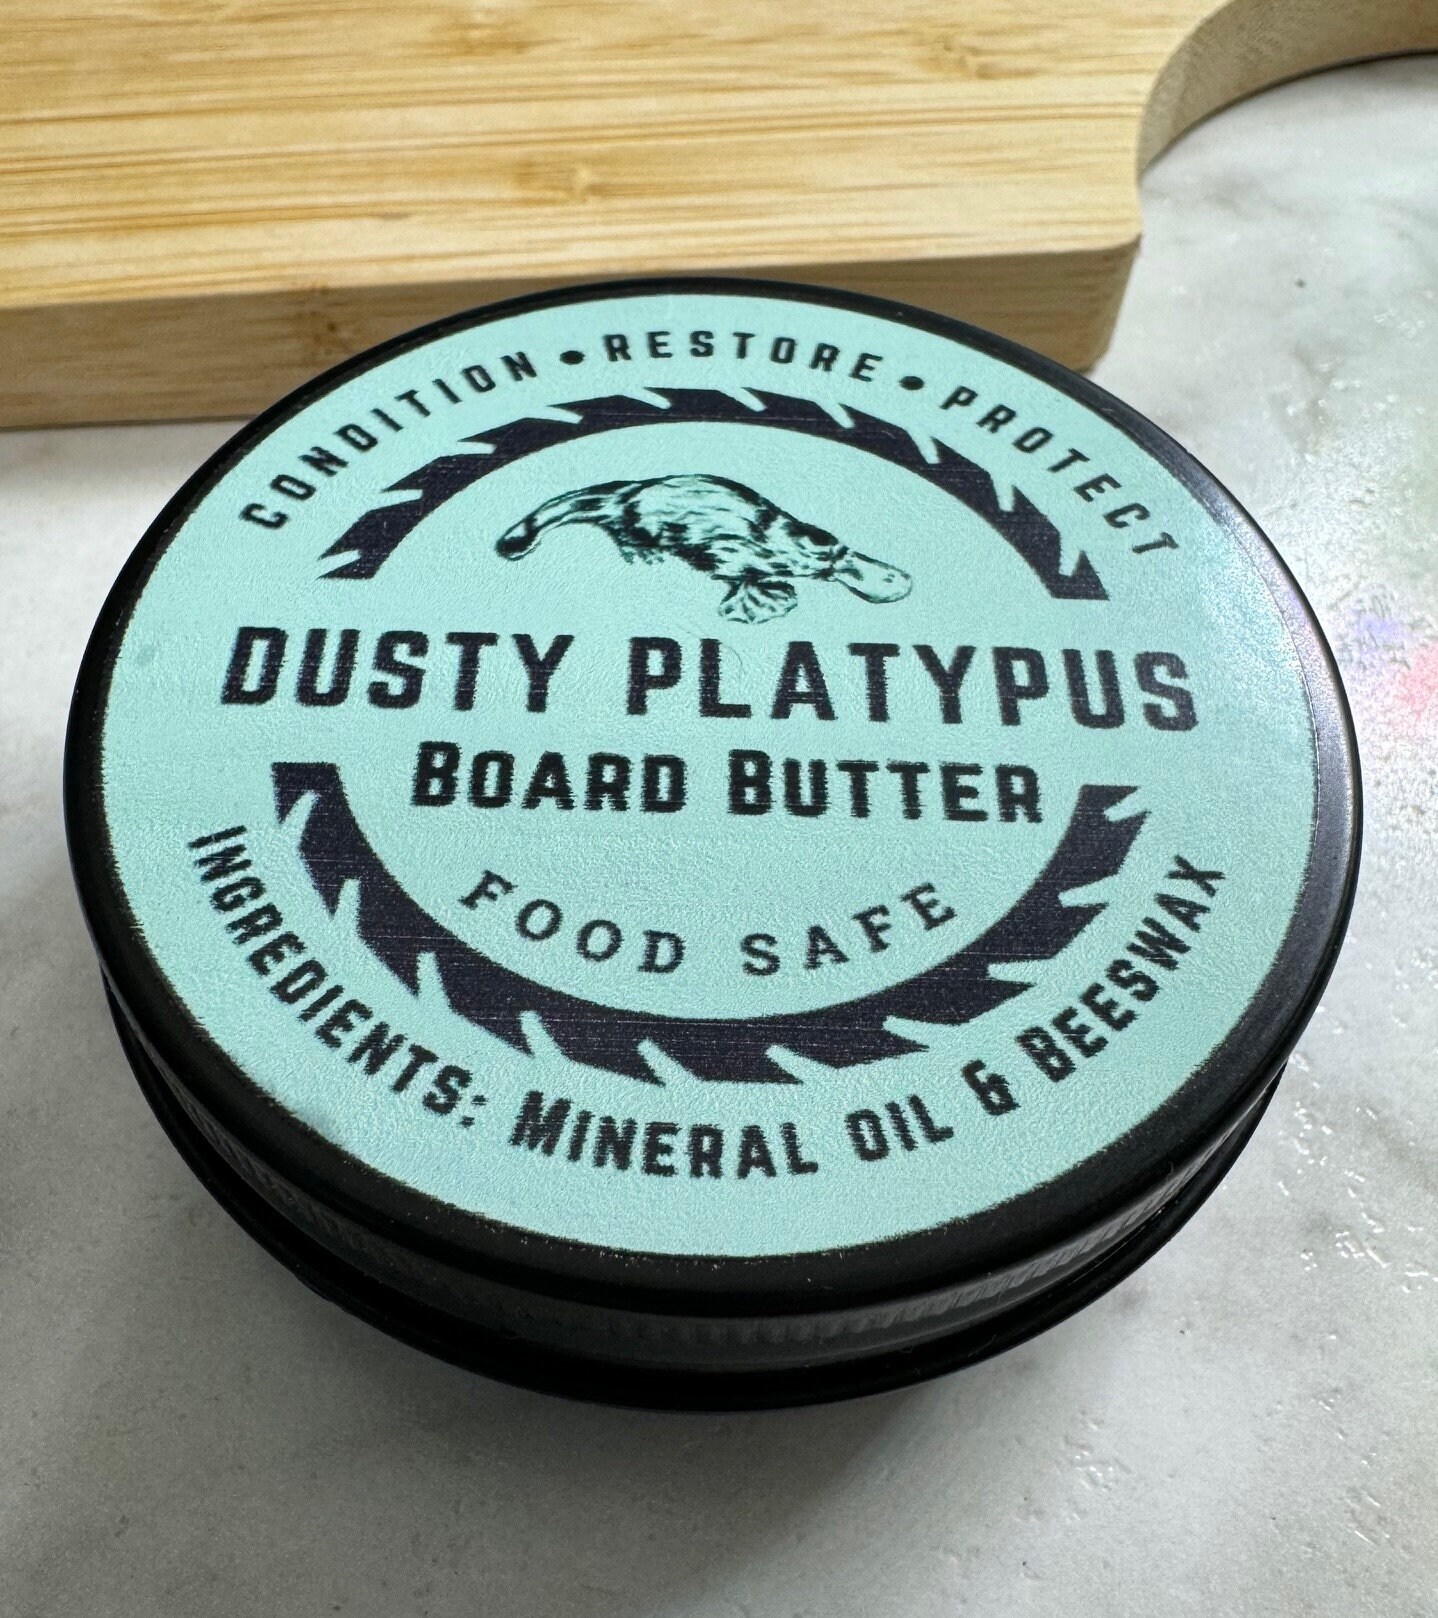 CONDITION • RESTORE • PROTECT
DUSTY PLATYPUS
BOARD BUTTER
FOOD SAFE
INGREDIENTS: MINERAL OIL & BEESWAX